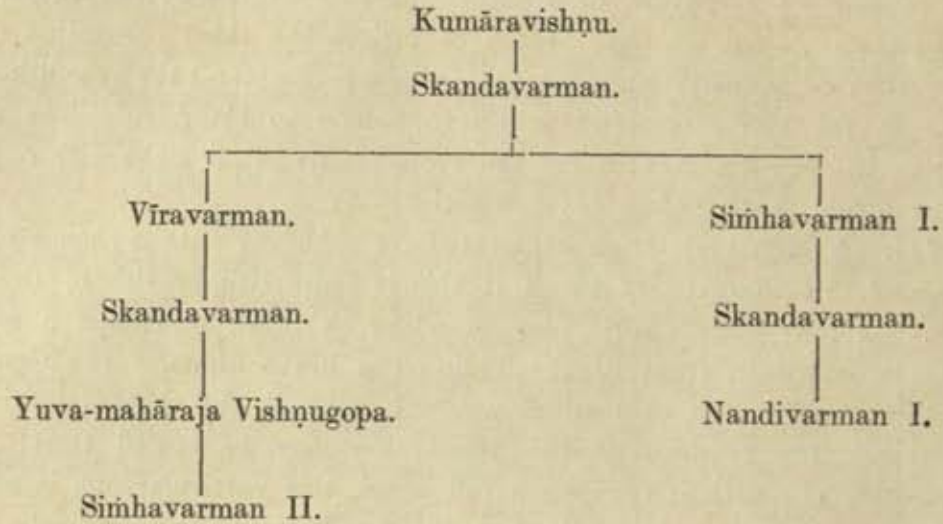 Kumāravishṇu.
Skandavarman.
Vīravarman. Siṁhavarman I.
Skandavarman. Skandavarman.
Yuva-mahāraja Vishṇugopa. Nandivarman I.
Siṁhavarman II.